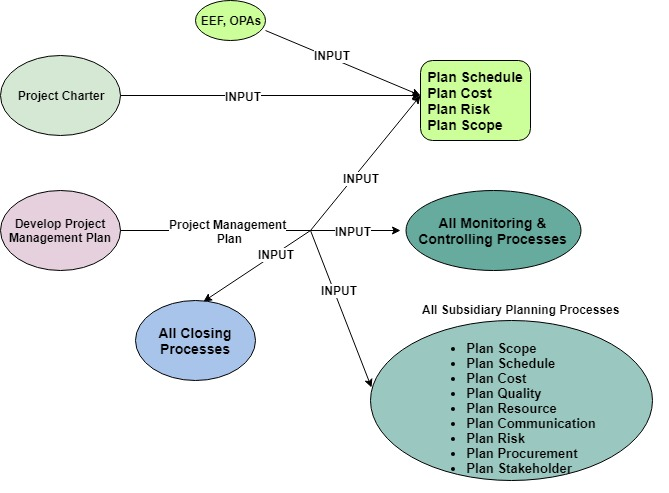 EEF, OPAs
INPUT
Project Charter
INPUT
Plan Schedule
Plan Cost
Plan Risk
Plan Scope
INPUT
Develop Project
Management Plan
Project Management
Plan
INPUT
All Monitoring &
Controlling Processes
INPUT
INPUT
All Closing
Processes
All Subsidiary Planning Processes
• Plan Scope
• Plan Schedule
• Plan Cost
• Plan Quality
• Plan Resource
• Plan Communication
• Plan Risk
• Plan Procurement
• Plan Stakeholder